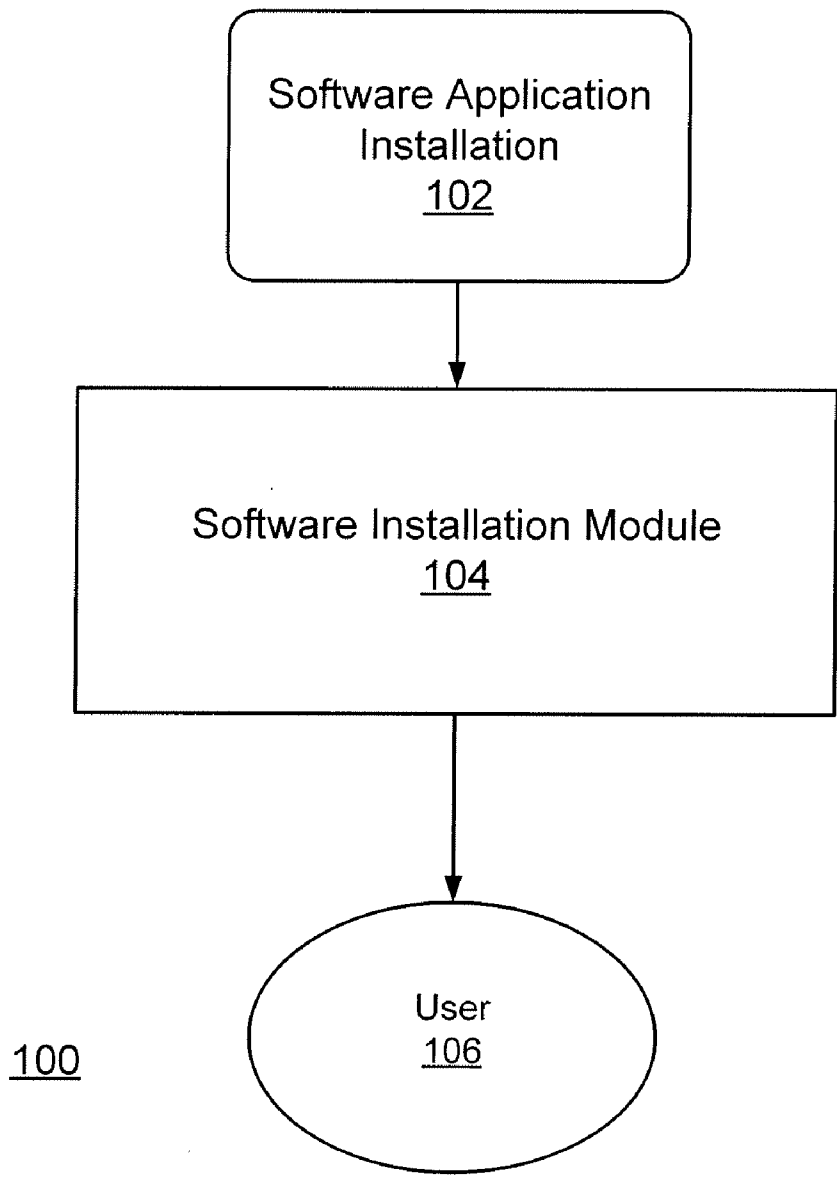 Software Application
Installation
102
Software Installation Module
104
User
106
100